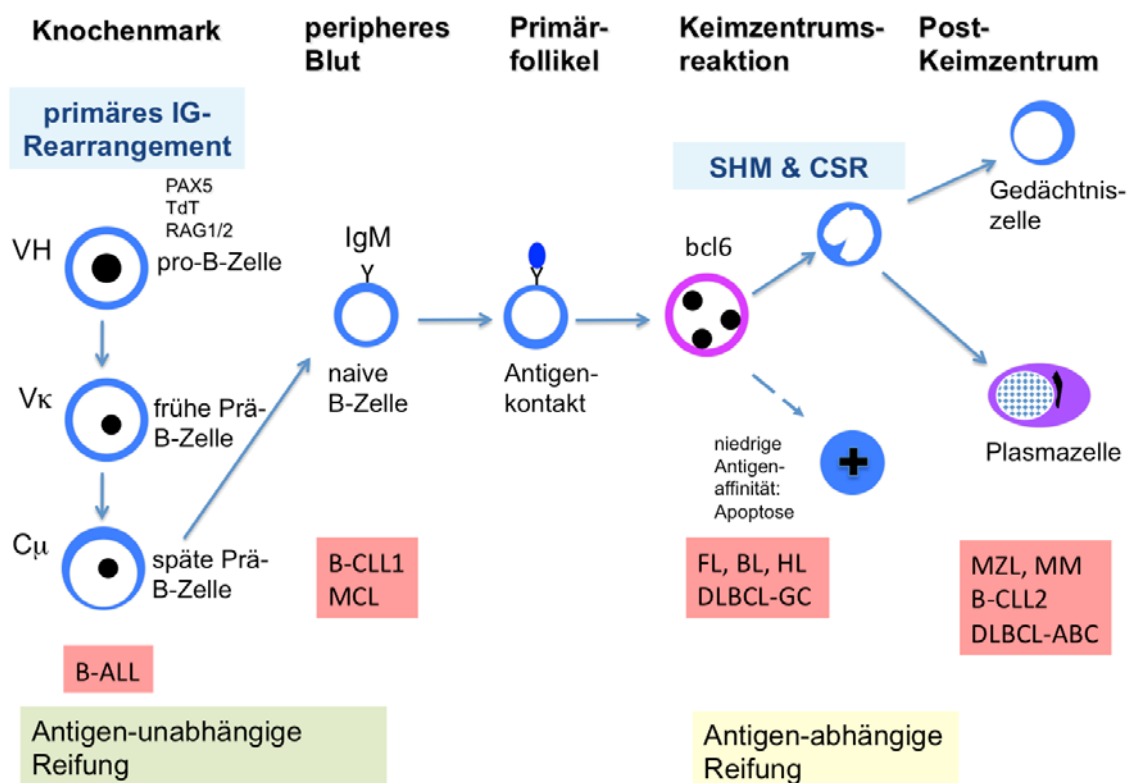 Knochenmark
peripheres
Blut
Primär-
follikel
Keimzentrums-
reaktion
Post-
Keimzentrum
primäres IG-
Rearrangement
PAX5
TdT
RAG1/2
VH
pro-B-Zelle
Vκ
frühe Prä-
B-Zelle
Cμ
späte Prä-
B-Zelle
B-ALL
IgM
Y
naive
B-Zelle
B-CLL1
MCL
Y
Antigen-
kontakt
SHM & CSR
bcl6
niedrige
Antigen-
affinität:
Apoptose
FL, BL, HL
DLBCL-GC
Gedächtnis-
zelle
Plasmazelle
MZL, MM
B-CLL2
DLBCL-ABC
Antigen-unabhängige
Reifung
Antigen-abhängige
Reifung